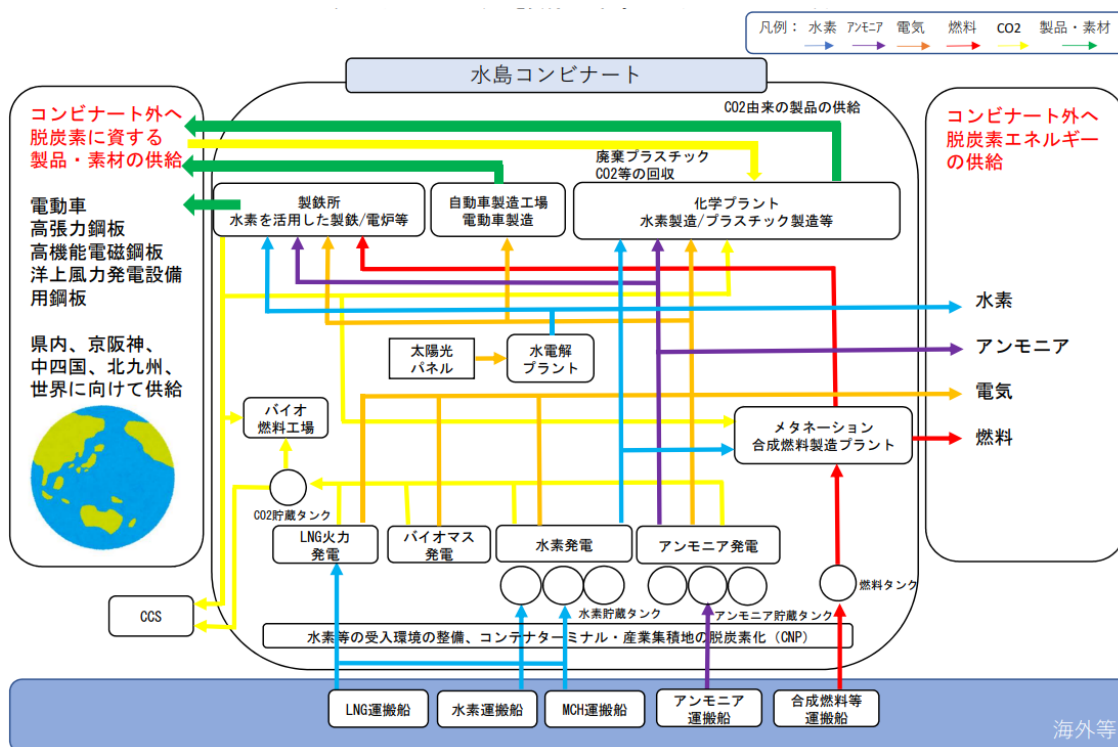 凡例： 水素 ｱﾝﾓﾆｱ 電気 燃料 CO2 製品・素材
水島コンビナート
コンビナート外へ
脱炭素に資する
製品・素材の供給
電動車
高張力鋼板
高機能電磁鋼板
洋上風力発電設備
用鋼板
県内、京阪神、
中四国、北九州、
世界に向けて供給
CO2由来の製品の供給
廃棄プラスチック
CO2等の回収
製鉄所
水素を活用した製鉄/電炉等
自動車製造工場
電動車製造
化学プラント
水素製造/プラスチック製造等
コンビナート外へ
脱炭素エネルギー
の供給
水素
アンモニア
電気
燃料
太陽光
パネル
水電解
プラント
バイオ
燃料工場
メタネーション
合成燃料製造プラント
CO2貯蔵タンク
LNG火力
発電
バイオマス
発電
水素発電
アンモニア発電
燃料タンク
水素貯蔵タンク
アンモニア貯蔵タンク
CCS
水素等の受入環境の整備、コンテナターミナル・産業集積地の脱炭素化（CNP）
LNG運搬船
水素運搬船
MCH運搬船
アンモニア
運搬船
合成燃料等
運搬船
海外等